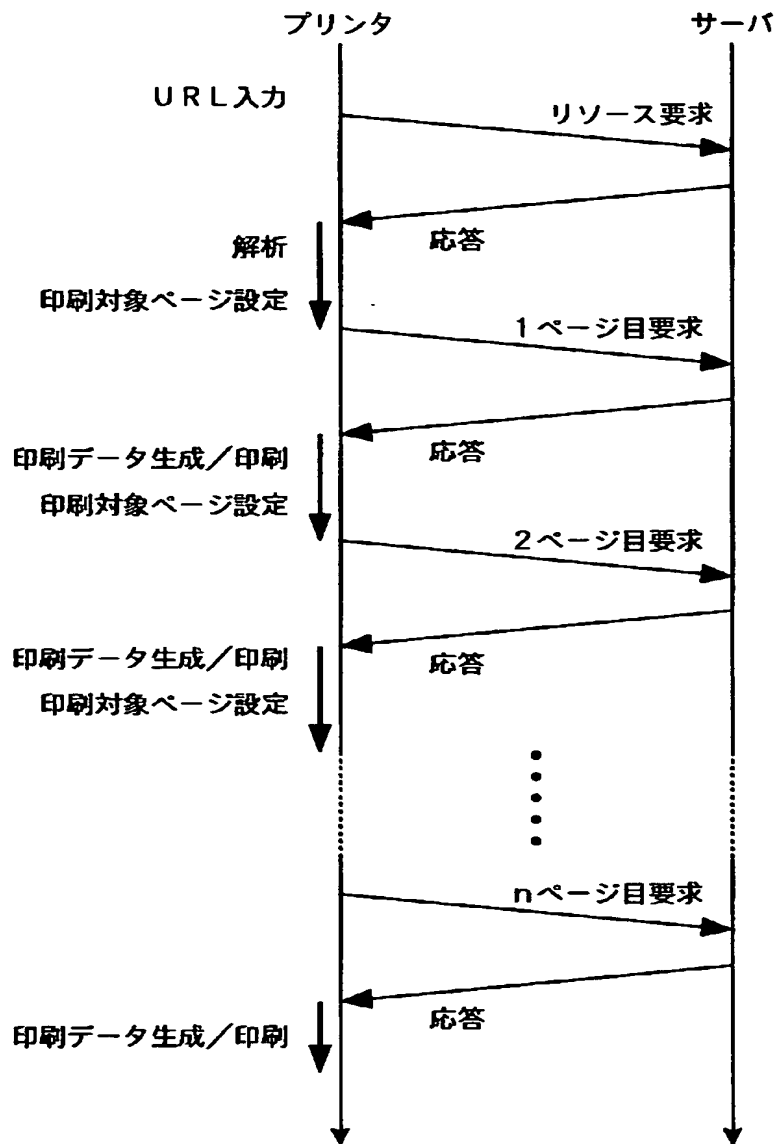 プリンタ
サーバ
URL入力
リソース要求
応答
解析
印刷対象ページ設定
1ページ目要求
応答
印刷データ生成/印刷
印刷対象ページ設定
2ページ目要求
応答
印刷データ生成/印刷
印刷対象ページ設定
nページ目要求
応答
印刷データ生成/印刷